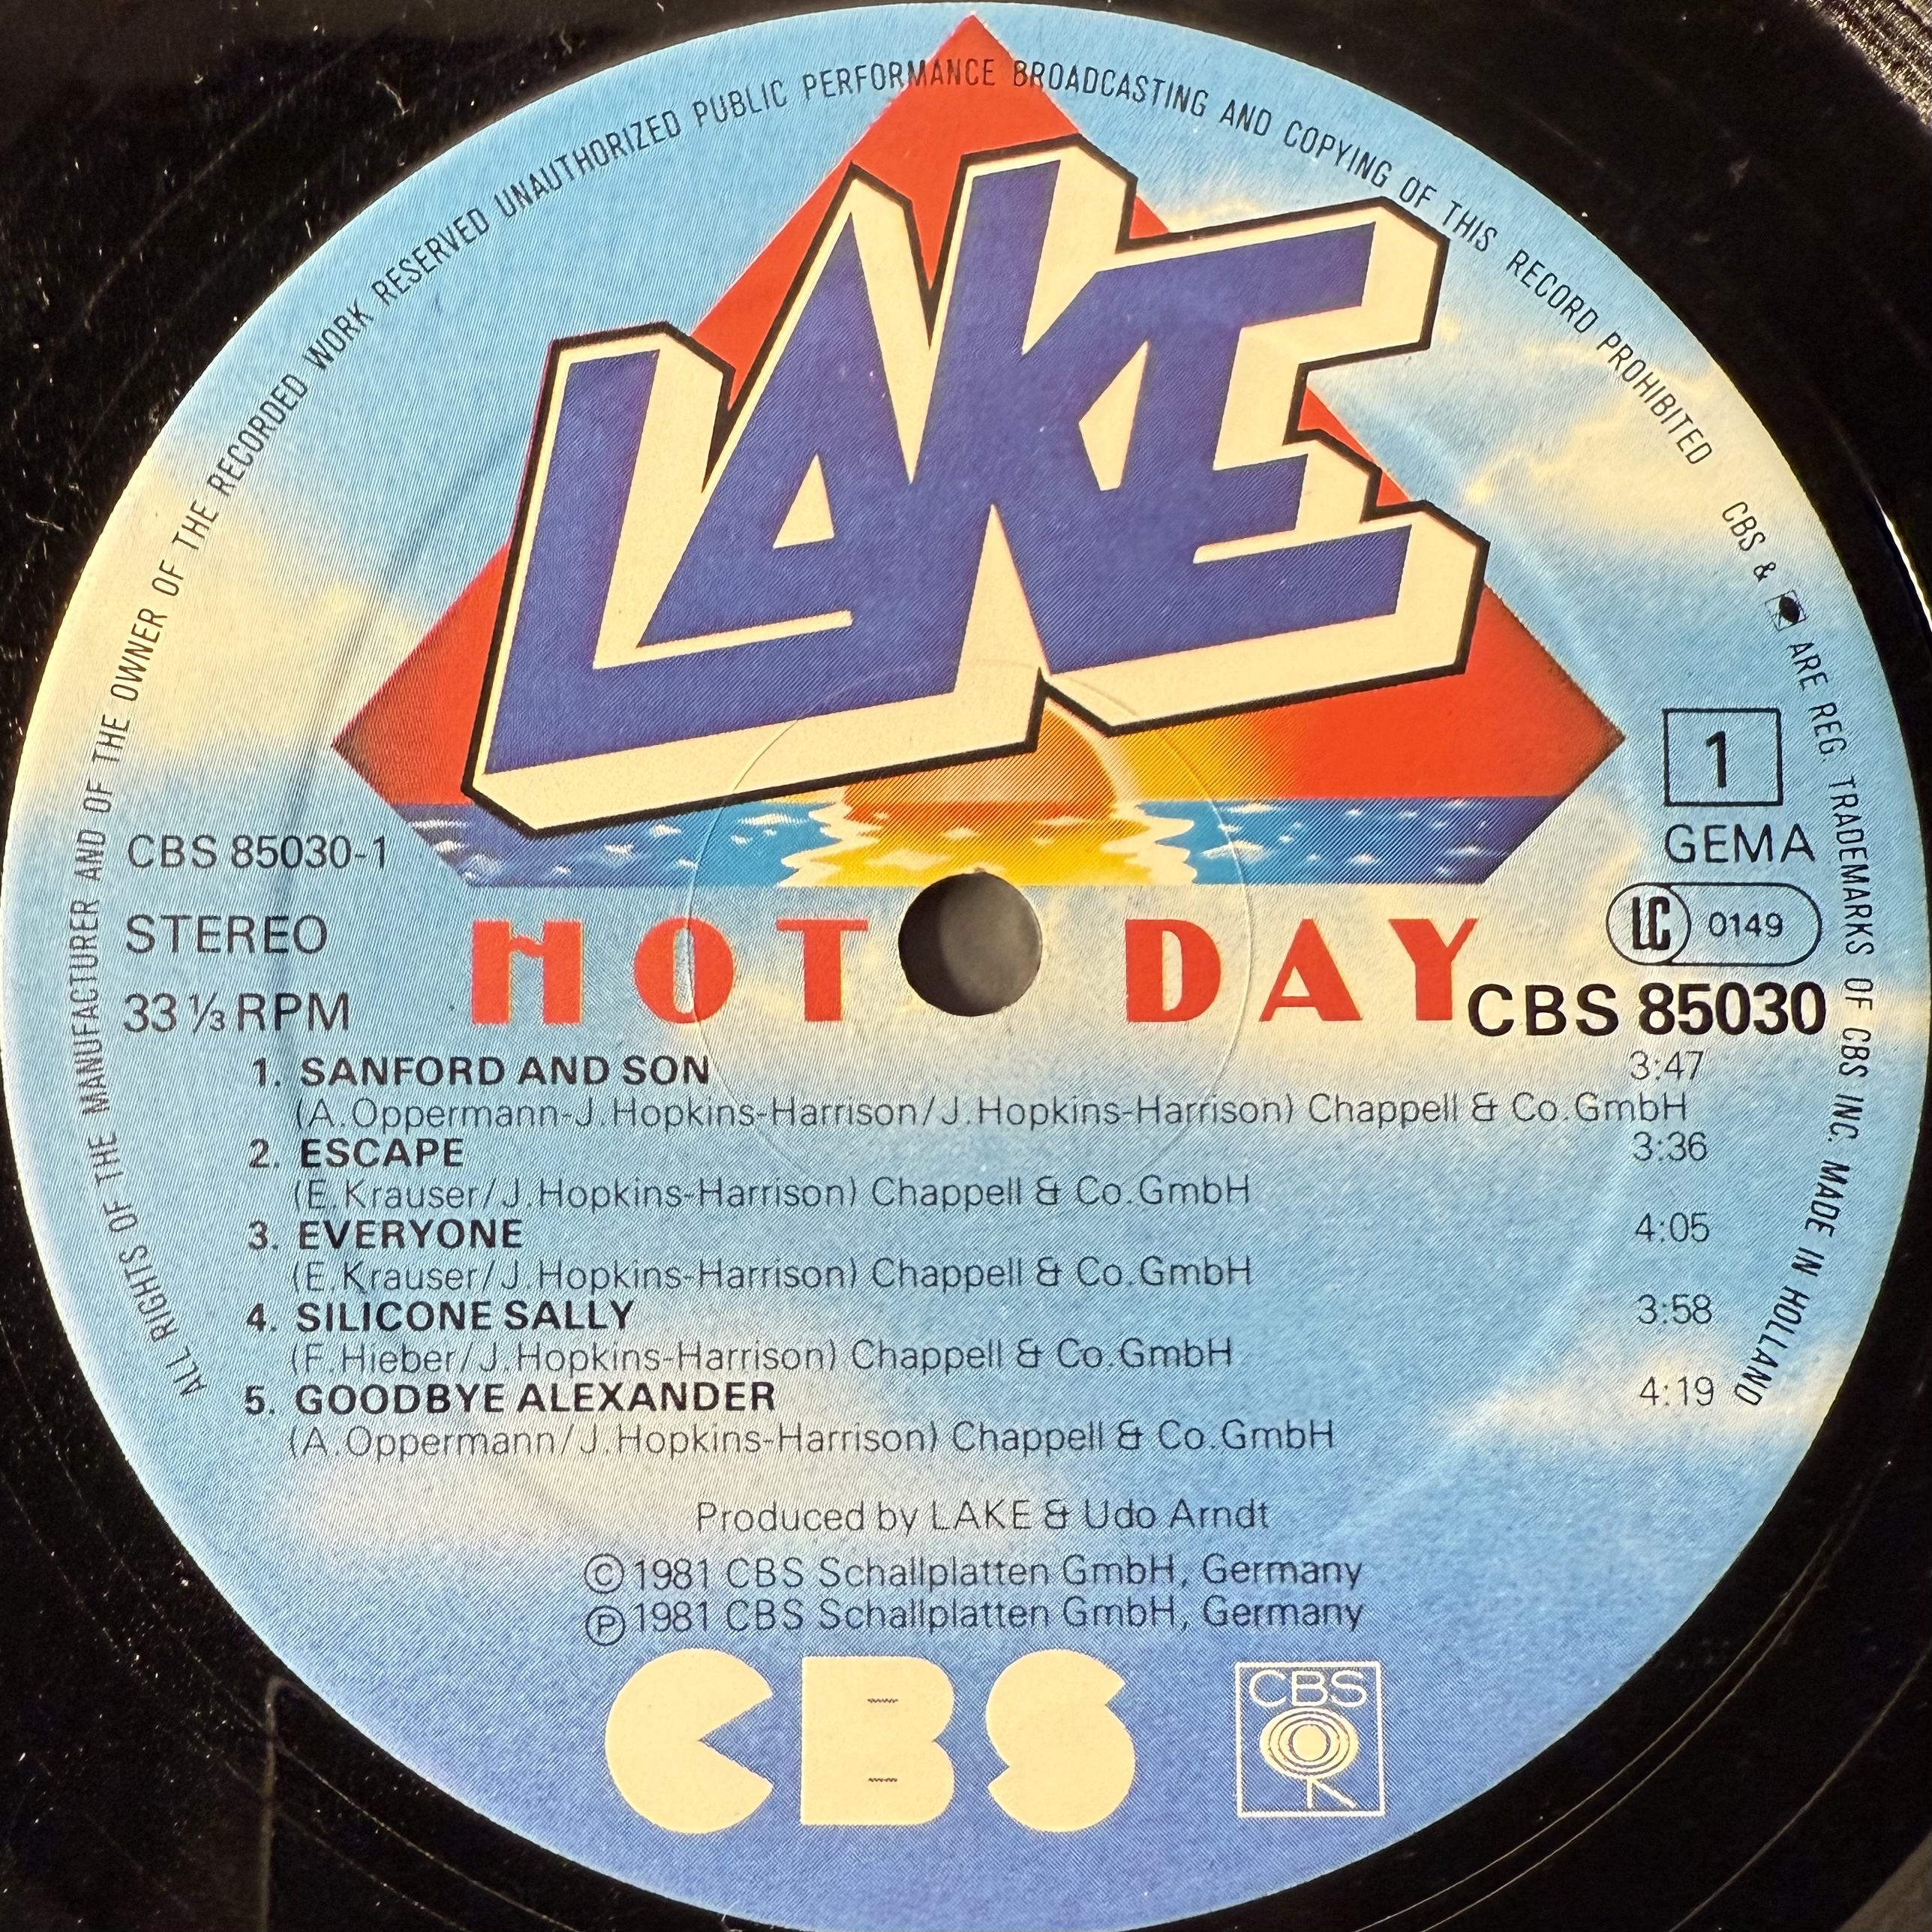 ALL RIGHTS OF THE MANUFACTURER AND OF THE OWNER OF THE RECORDED WORK RESERVED UNAUTHORIZED PUBLIC PERFORMANCE BROADCASTING AND COPYING OF THIS RECORD PROHIBITED CBS & ARE REG. TRADEMARKS OF CBS INC. MADE IN HOLLAND
LAKE
1
GEMA
CBS 85030-1
STEREO
33⅓ RPM
HOT DAY
LC 0149
CBS 85030
1. SANFORD AND SON 3:47
(A.Oppermann-J.Hopkins-Harrison/J.Hopkins-Harrison) Chappell & Co.GmbH
2. ESCAPE 3:36
(E.Krauser/J.Hopkins-Harrison) Chappell & Co.GmbH
3. EVERYONE 4:05
(E.Krauser/J.Hopkins-Harrison) Chappell & Co.GmbH
4. SILICONE SALLY 3:58
(F.Hieber/J.Hopkins-Harrison) Chappell & Co.GmbH
5. GOODBYE ALEXANDER 4:19
(A.Oppermann/J.Hopkins-Harrison) Chappell & Co.GmbH
Produced by LAKE & Udo Arndt
©1981 CBS Schallplatten GmbH, Germany
℗1981 CBS Schallplatten GmbH, Germany
CBS
CBS